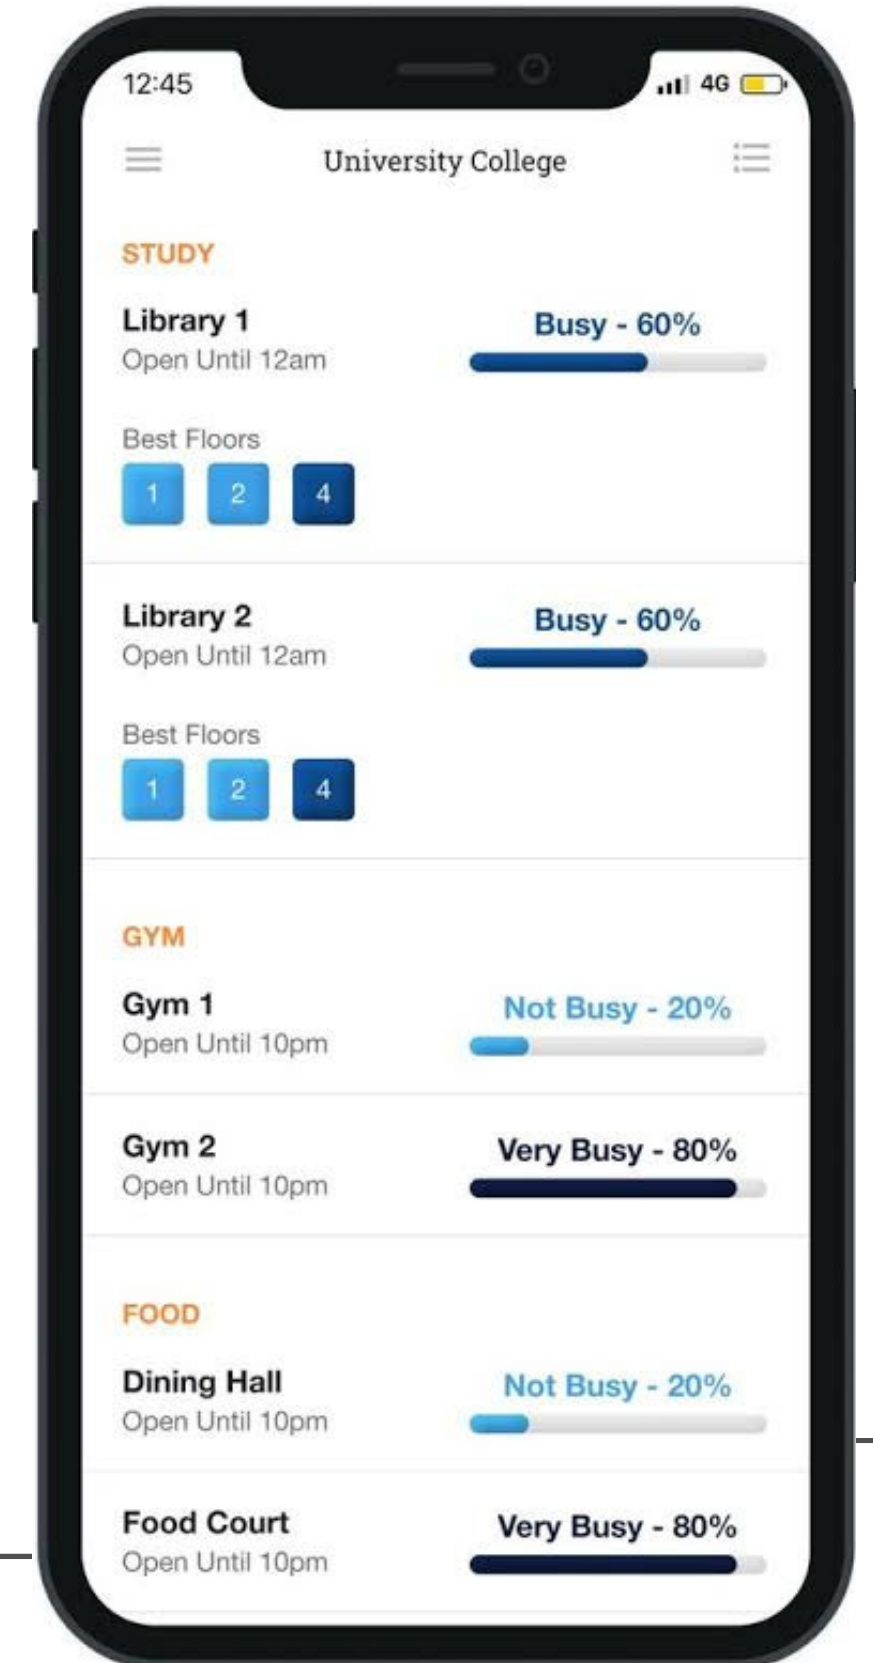 12:45 4G
University College
STUDY
Library 1 Busy - 60%
Open Until 12am
Best Floors
1 2 4
Library 2 Busy - 60%
Open Until 12am
Best Floors
1 2 4
GYM
Gym 1 Not Busy - 20%
Open Until 10pm
Gym 2 Very Busy - 80%
Open Until 10pm
FOOD
Dining Hall Not Busy - 20%
Open Until 10pm
Food Court Very Busy - 80%
Open Until 10pm